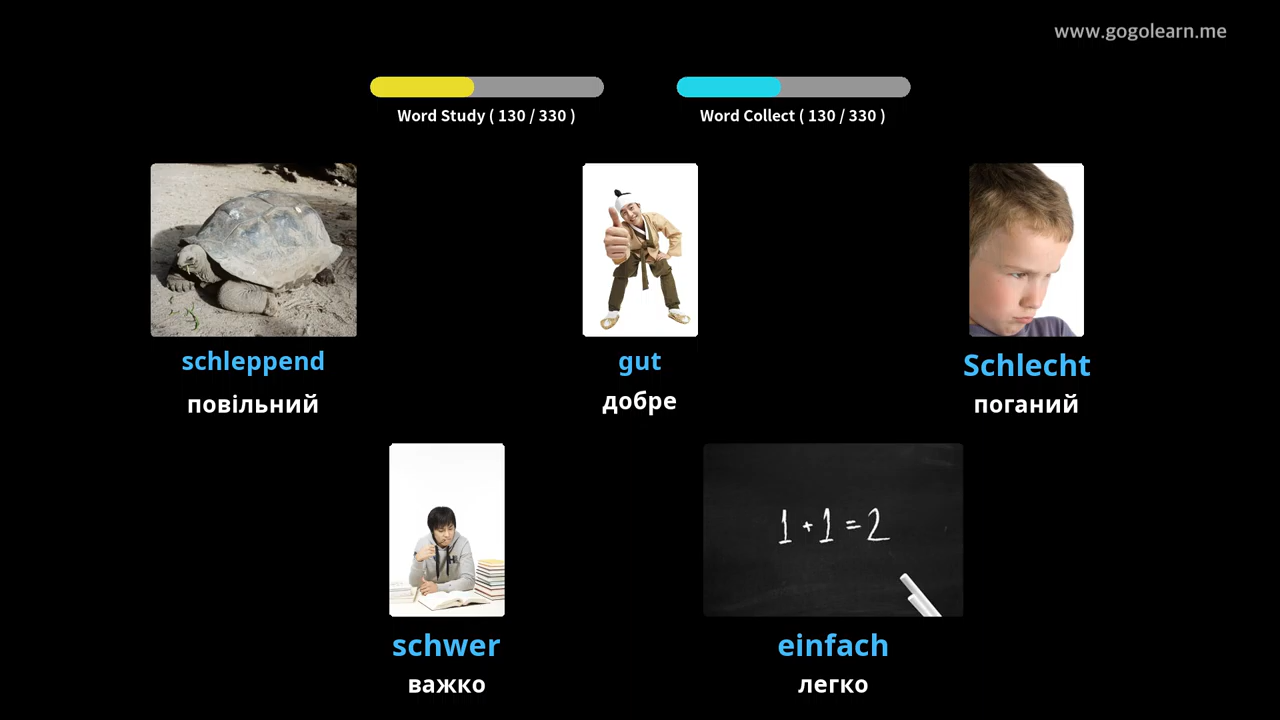 www.gogolearn.me
Word Study ( 130 / 330 )
Word Collect ( 130 / 330 )
schleppend
повільний
gut
добре
Schlecht
поганий
1 + 1 = 2
schwer
важко
einfach
легко